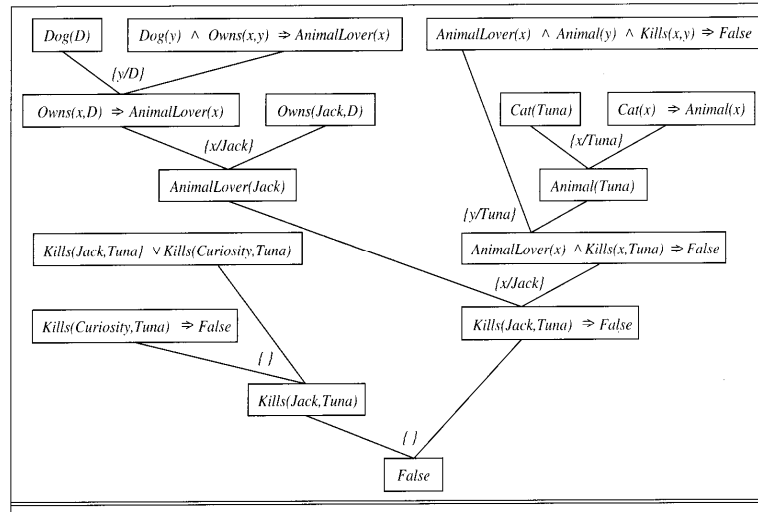 Dog(D)
Dog(y) ∧ Owns(x,y) ⇒ AnimalLover(x)
AnimalLover(x) ∧ Animal(y) ∧ Kills(x,y) ⇒ False
{y/D}
Owns(x,D) ⇒ AnimalLover(x)
Owns(Jack,D)
Cat(Tuna)
Cat(x) ⇒ Animal(x)
{x/Jack}
{x/Tuna}
AnimalLover(Jack)
Animal(Tuna)
{y/Tuna}
Kills(Jack,Tuna} ∨ Kills(Curiosity,Tuna)
AnimalLover(x) ∧ Kills(x,Tuna) ⇒ False
{x/Jack}
Kills(Curiosity,Tuna) ⇒ False
Kills(Jack,Tuna) ⇒ False
{ }
Kills(Jack,Tuna)
{ }
False